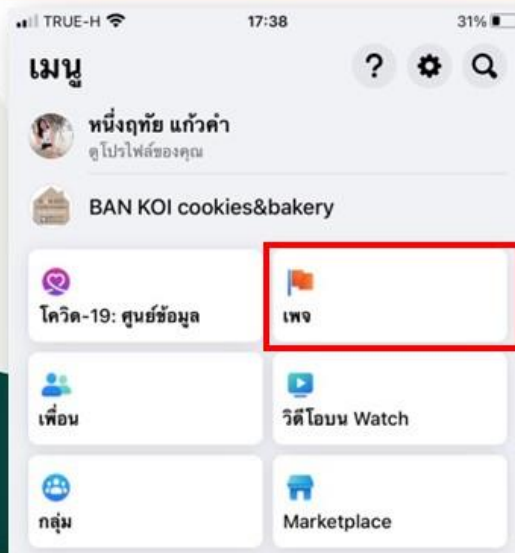 TRUE-H 17:38 31%
เมนู
?
หนึ่งฤทัย แก้วคำ
ดูโปรไฟล์ของคุณ
BAN KOI cookies&bakery
โควิด-19: ศูนย์ข้อมูล
เพจ
เพื่อน
วิดีโอบน Watch
กลุ่ม
Marketplace